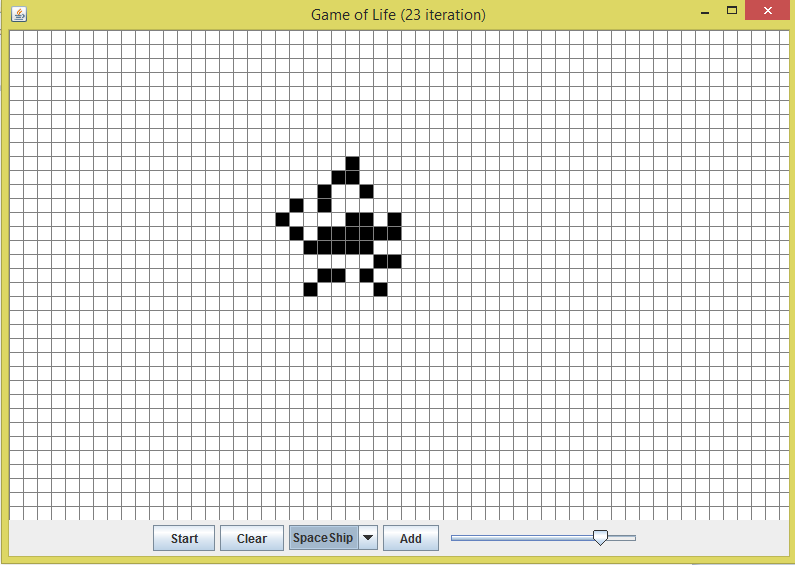 Game of Life (23 iteration)
Start Clear SpaceShip Add